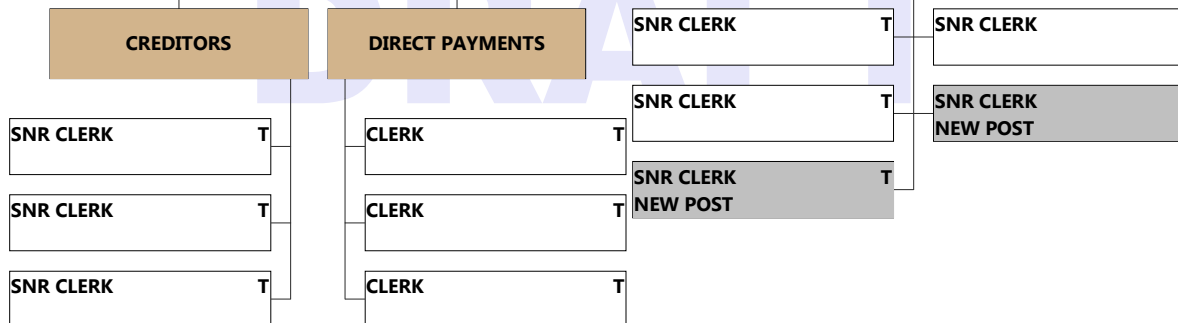 DRAFT
CREDITORS
DIRECT PAYMENTS
SNR CLERK T
SNR CLERK
SNR CLERK T
SNR CLERK
NEW POST
SNR CLERK T
NEW POST
SNR CLERK T
CLERK T
SNR CLERK T
CLERK T
SNR CLERK T
CLERK T